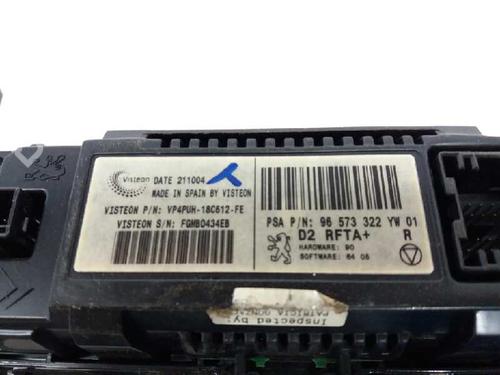 Visteon DATE 211004
MADE IN SPAIN BY VISTEON
VISTEON P/N: VP4PUH-18C612-FE
VISTEON S/N: FGMB0434EB
PSA P/N: 96 573 322 YW 01
D2 RFTA+ R
HARDWARE: 90
SOFTWARE: 64 05
Inspected by: